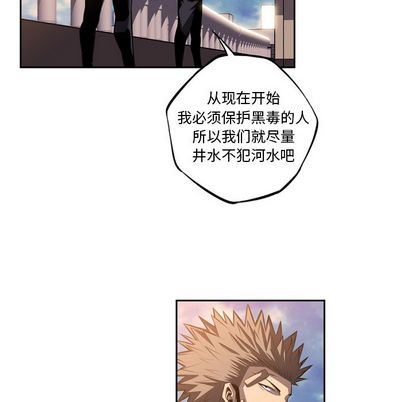 从现在开始
我必须保护黑毒的人
所以我们就尽量
井水不犯河水吧